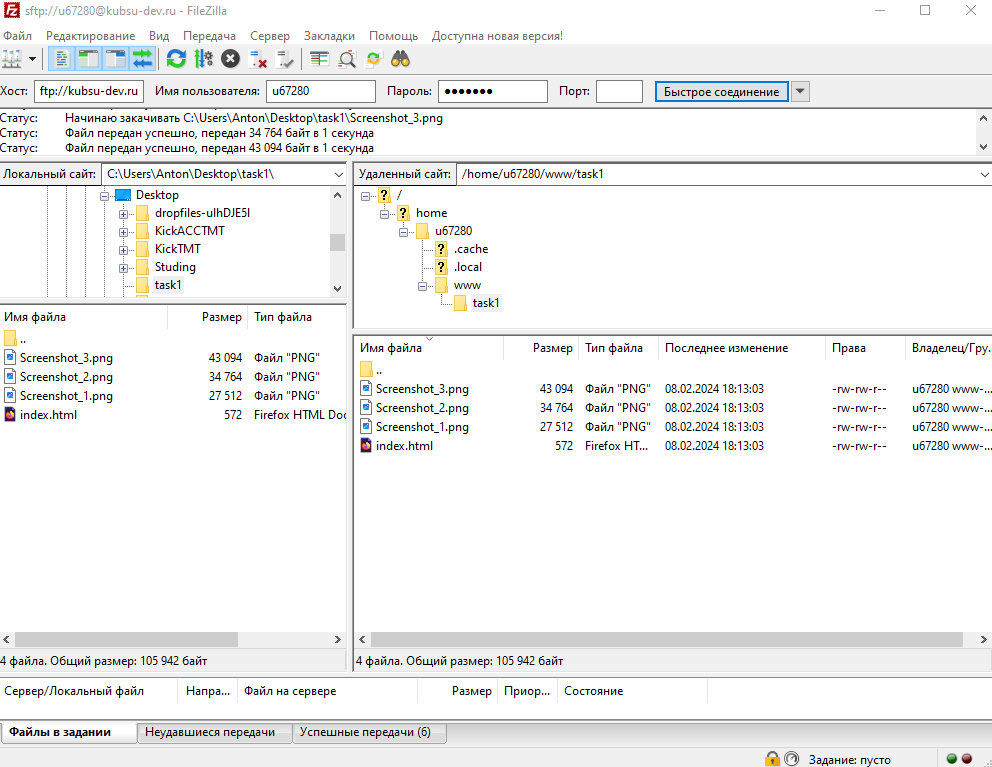 sftp://u67280@kubsu-dev.ru - FileZilla
Файл Редактирование Вид Передача Сервер Закладки Помощь Доступна новая версия!
Хост: ftp://kubsu-dev.ru Имя пользователя: u67280 Пароль: ●●●●●●● Порт: Быстрое соединение
Статус: Начинаю закачивать C:\Users\Anton\Desktop\task1\Screenshot_3.png
Статус: Файл передан успешно, передан 34 764 байт в 1 секунда
Статус: Файл передан успешно, передан 43 094 байт в 1 секунда
Локальный сайт: C:\Users\Anton\Desktop\task1\
Desktop
dropfiles-uIhDJE5I
KickACCTMT
KickTMT
Studing
task1
Имя файла Размер Тип файла
..
Screenshot_3.png 43 094 Файл "PNG"
Screenshot_2.png 34 764 Файл "PNG"
Screenshot_1.png 27 512 Файл "PNG"
index.html 572 Firefox HTML Doc
4 файла. Общий размер: 105 942 байт
Удаленный сайт: /home/u67280/www/task1
/
home
u67280
.cache
.local
www
task1
Имя файла Размер Тип файла Последнее изменение Права Владелец/Гру...
..
Screenshot_3.png 43 094 Файл "PNG" 08.02.2024 18:13:03 -rw-rw-r-- u67280 www-...
Screenshot_2.png 34 764 Файл "PNG" 08.02.2024 18:13:03 -rw-rw-r-- u67280 www-...
Screenshot_1.png 27 512 Файл "PNG" 08.02.2024 18:13:03 -rw-rw-r-- u67280 www-...
index.html 572 Firefox HT... 08.02.2024 18:13:03 -rw-rw-r-- u67280 www-...
4 файла. Общий размер: 105 942 байт
Сервер/Локальный файл Напра... Файл на сервере Размер Приор... Состояние
Файлы в задании Неудавшиеся передачи Успешные передачи (6)
Задание: пусто